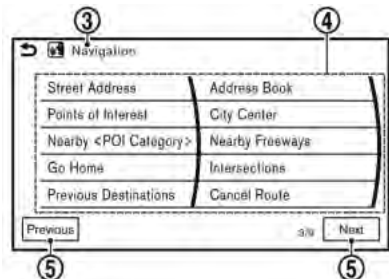 ③ ④
Navigation
Street Address Address Book
Points of Interest City Center
Nearby <POI Category> Nearby Freeways
Go Home Intersections
Previous Destinations Cancel Route
Previous 3/9 Next
⑤ ⑤